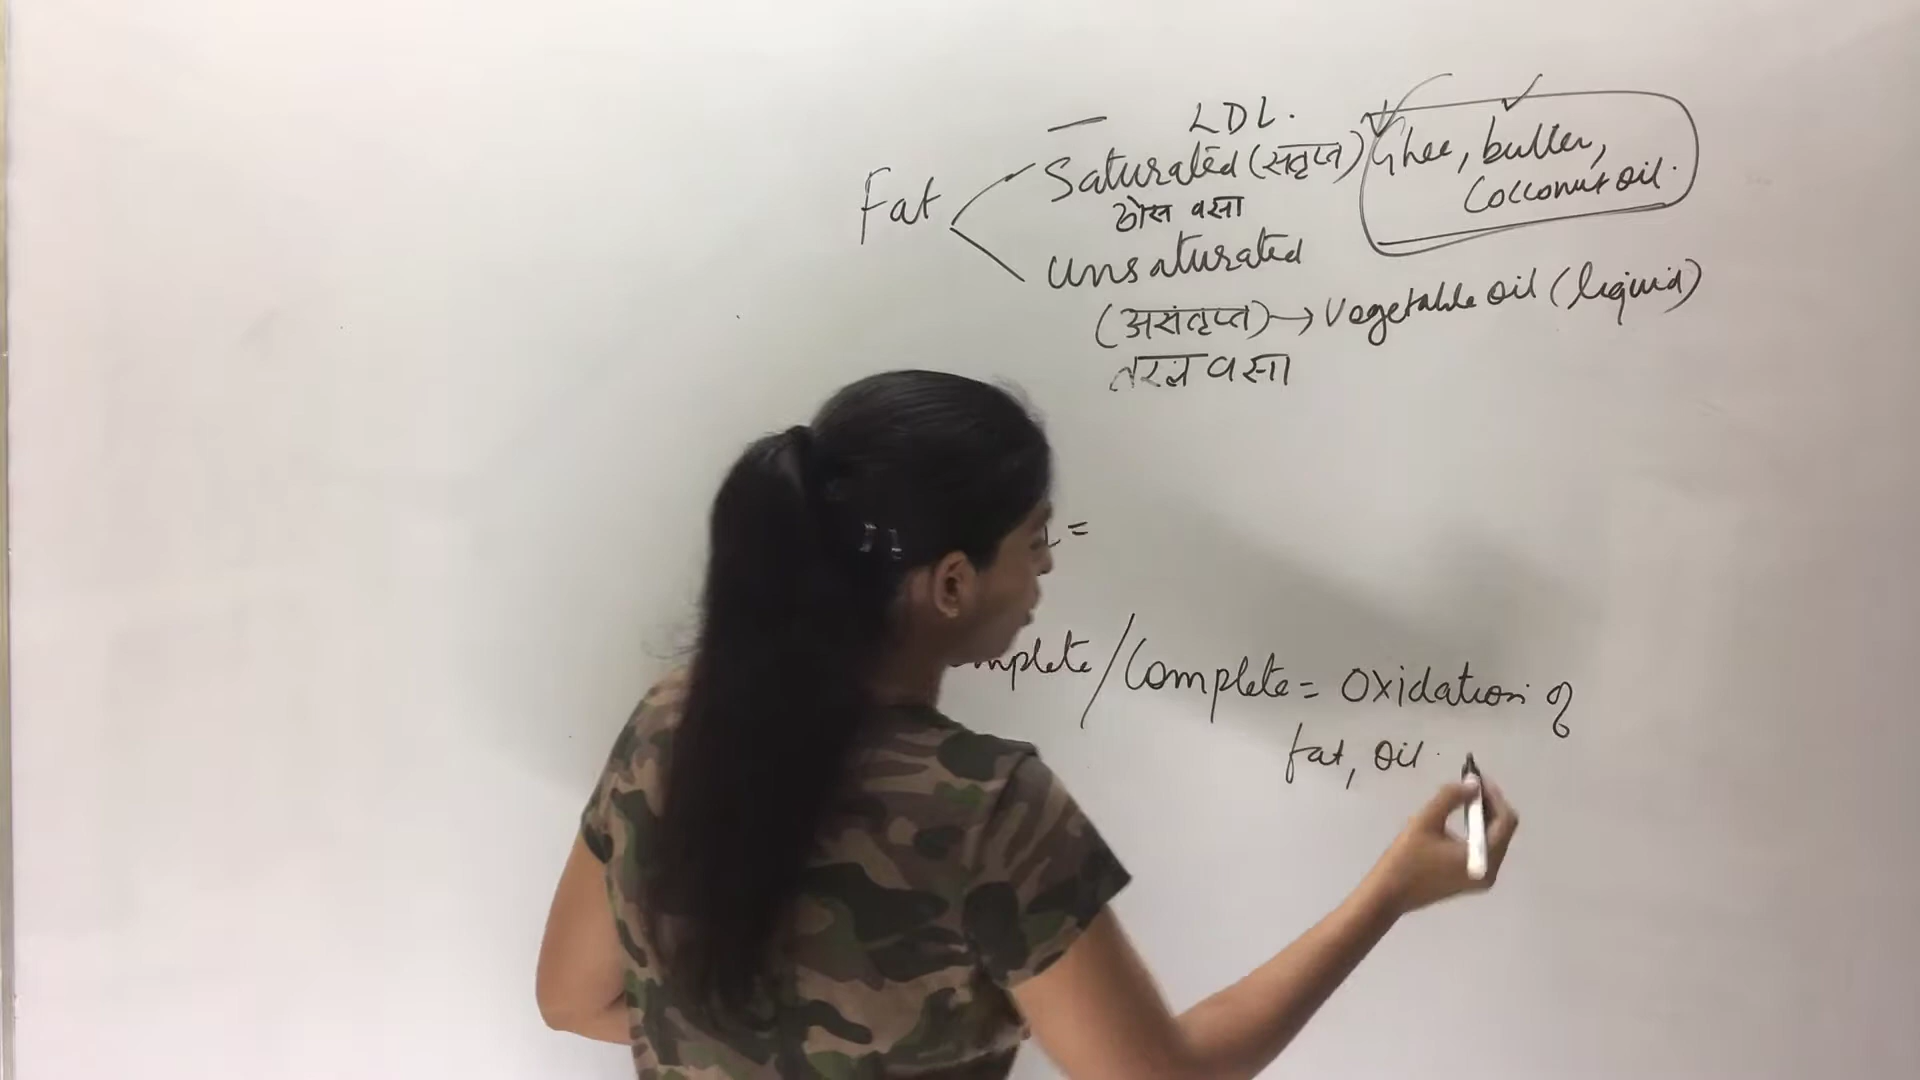 LDL.
Fat
Saturated (संतृप्त) Ghee, butter,
Cocconut oil.
ठोस वसा
Unsaturated
(असंतृप्त) → Vegetable oil (liquid)
तरल वसा
=
mplete/Complete = Oxidation of
fat, oil.